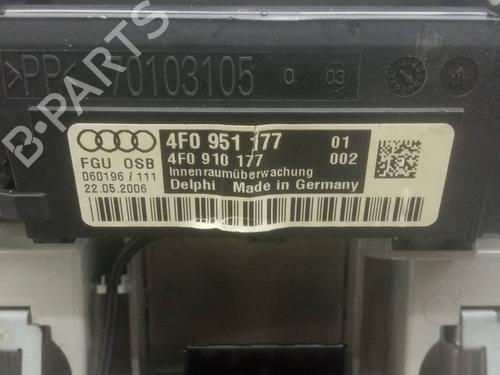 >PP
70103105
4F0 951 177 01
FGU OSB 4F0 910 177 002
060196/111 Innenraumüberwachung
22.05.2006 Delphi Made in Germany